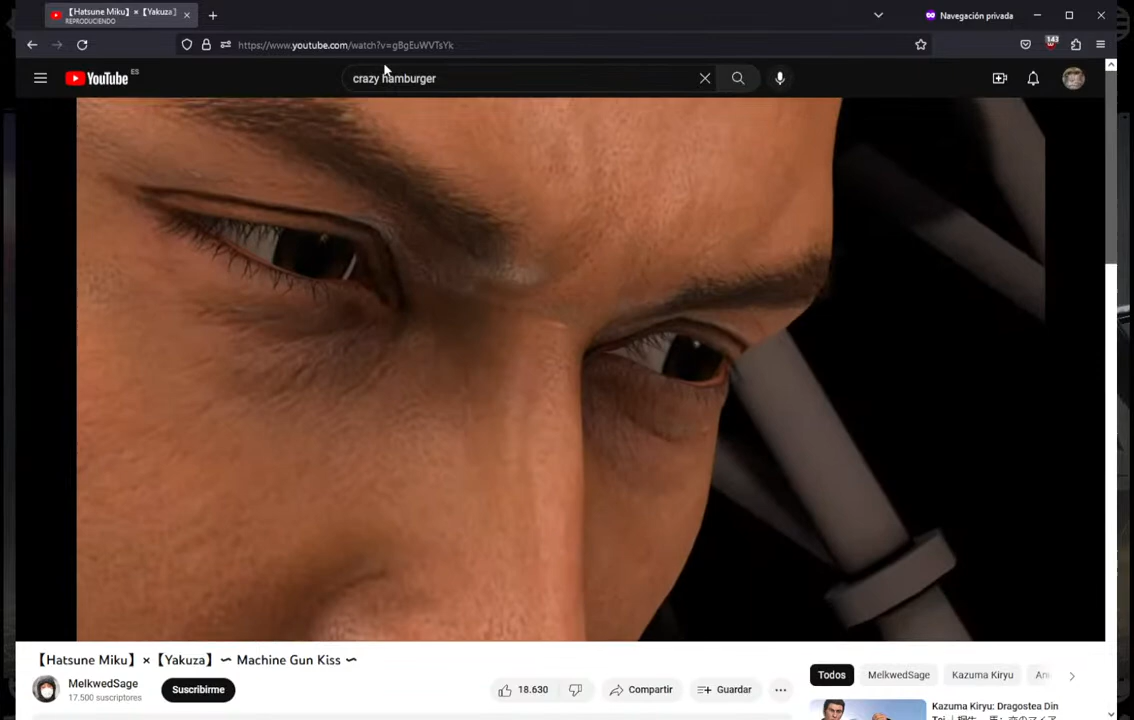 【Hatsune Miku】 × 【Yakuza】
REPRODUCIENDO
Navegación privada
https://www.youtube.com/watch?v=gBgEuWVTsYk
143
YouTube ES
crazy hamburger
【Hatsune Miku】×【Yakuza】 ∽ Machine Gun Kiss ∽
MelkwedSage
17.500 suscriptores
Suscribirme
18.630
Compartir
Guardar
Todos
MelkwedSage
Kazuma Kiryu
Kazuma Kiryu: Dragostea Din